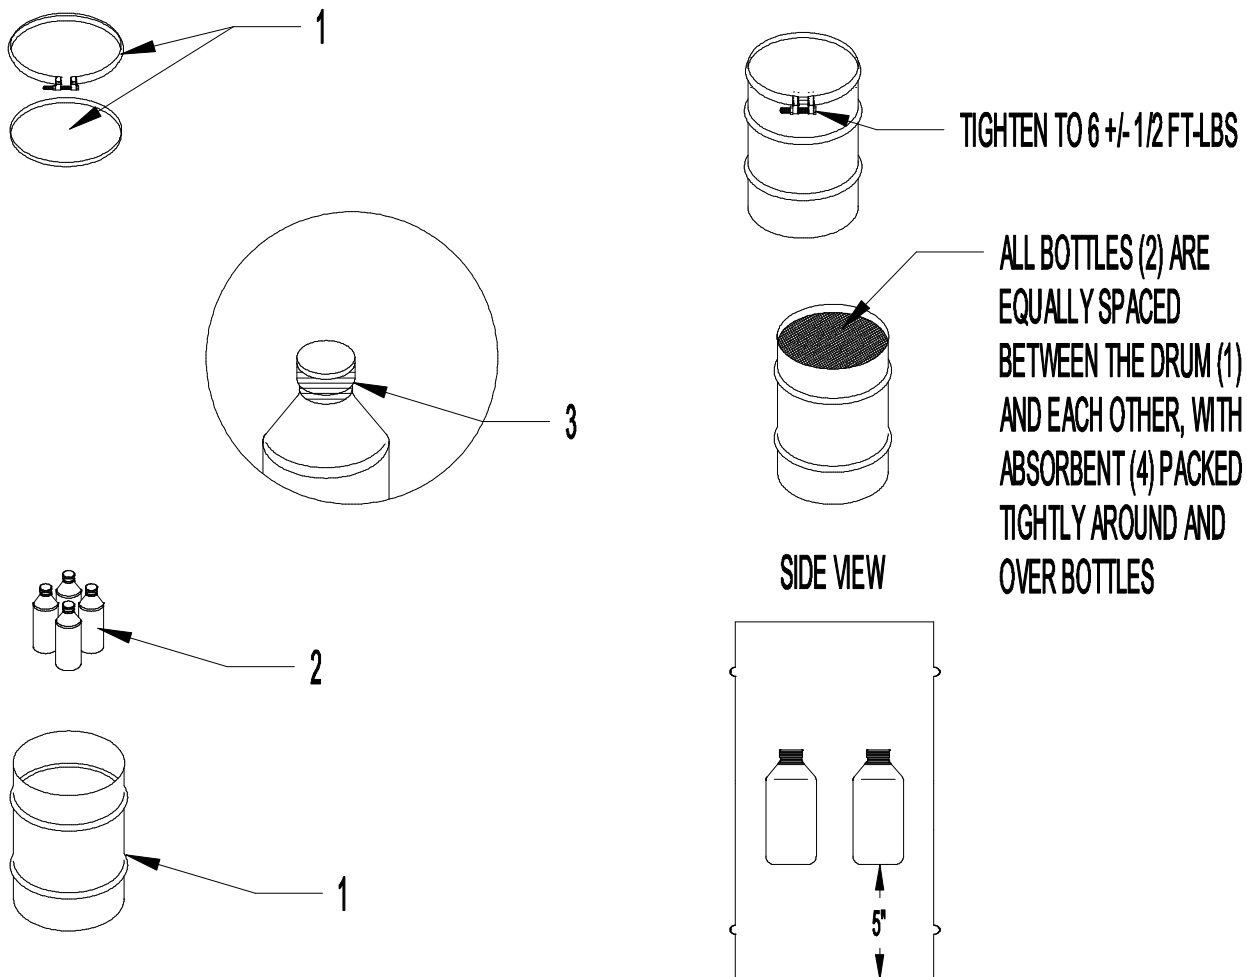 1
TIGHTEN TO 6 +/- 1/2 FT-LBS
ALL BOTTLES (2) ARE
EQUALLY SPACED
BETWEEN THE DRUM (1)
AND EACH OTHER, WITH
ABSORBENT (4) PACKED
TIGHTLY AROUND AND
OVER BOTTLES
3
SIDE VIEW
2
1
5"